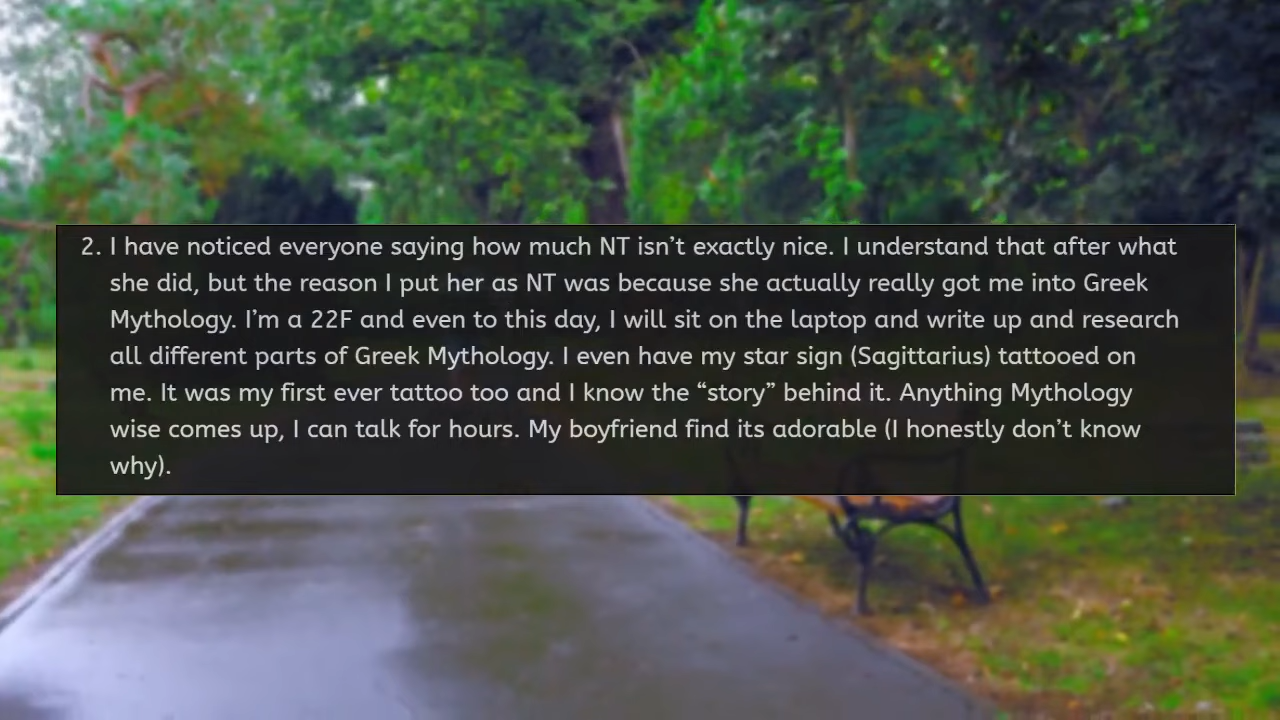 2. I have noticed everyone saying how much NT isn’t exactly nice. I understand that after what
she did, but the reason I put her as NT was because she actually really got me into Greek
Mythology. I’m a 22F and even to this day, I will sit on the laptop and write up and research
all different parts of Greek Mythology. I even have my star sign (Sagittarius) tattooed on
me. It was my first ever tattoo too and I know the “story” behind it. Anything Mythology
wise comes up, I can talk for hours. My boyfriend find its adorable (I honestly don’t know
why).